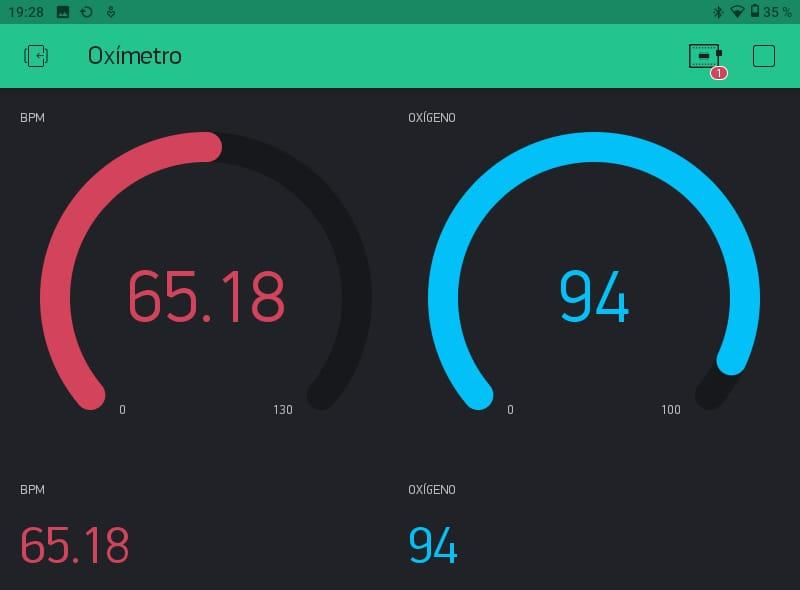 19:28 35 %
Oxímetro 1
BPM OXÍGENO
65.18 94
0 130 0 100
BPM OXÍGENO
65.18 94